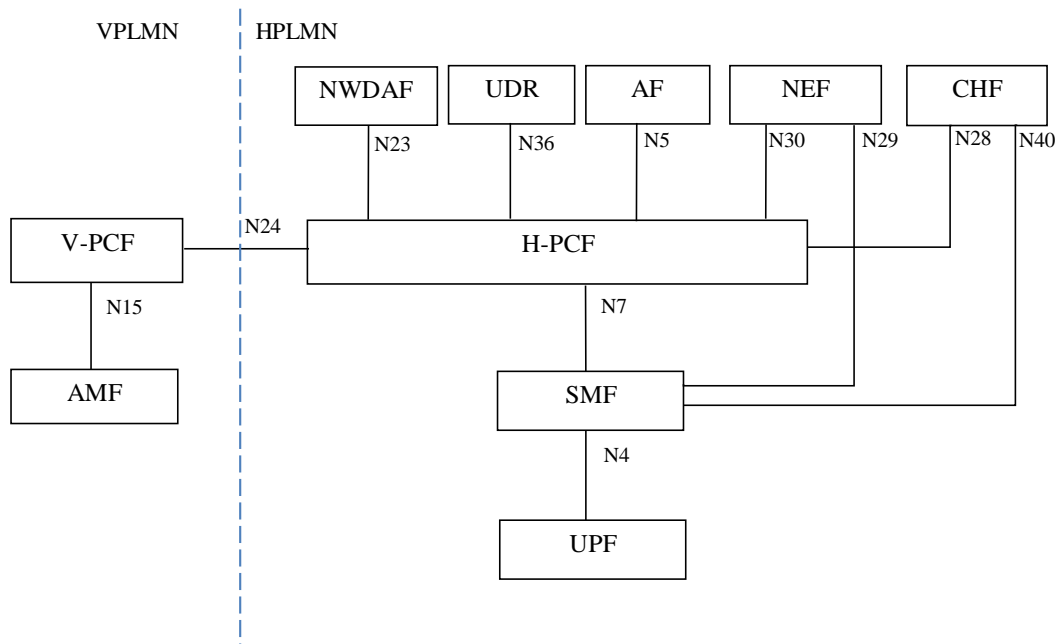 VPLMN
HPLMN
NWDAF
UDR
AF
NEF
CHF
N23
N36
N5
N30
N29
N28
N40
N24
V-PCF
H-PCF
N15
N7
AMF
SMF
N4
UPF